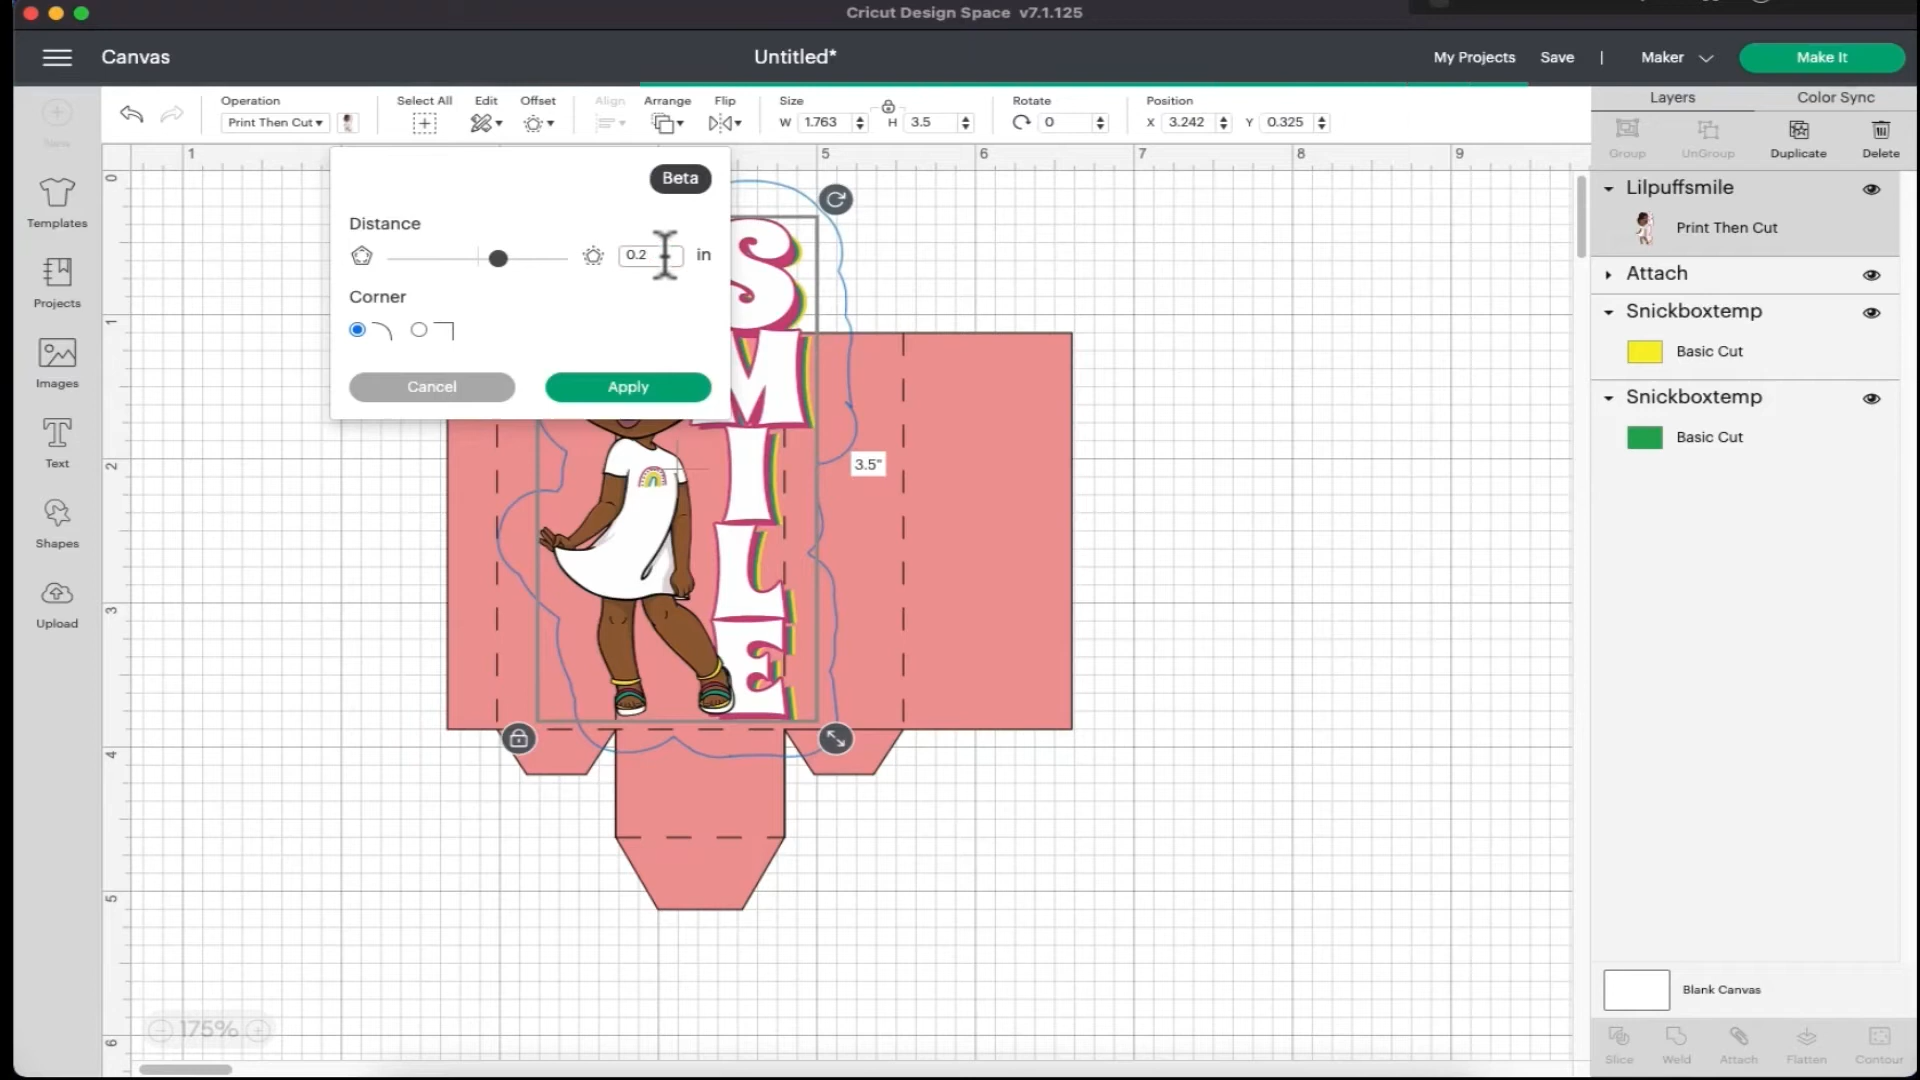 Cricut Design Space v7.1.125
Canvas
Untitled*
My Projects
Save
|
Maker
Make It
Operation
Print Then Cut
Select All
Edit
Offset
Align
Arrange
Flip
Size
W 1.763
H 3.5
Rotate
0
Position
X 3.242
Y 0.325
Layers
Color Sync
Group
UnGroup
Duplicate
Delete
New
Templates
Projects
Images
Text
Shapes
Upload
1
5
6
7
8
9
0
1
2
3
4
5
6
Beta
Distance
0.2 in
Corner
Cancel
Apply
SMILE
3.5"
Lilpuffsmile
Print Then Cut
Attach
Snickboxtemp
Basic Cut
Snickboxtemp
Basic Cut
Blank Canvas
175%
Slice
Weld
Attach
Flatten
Contour